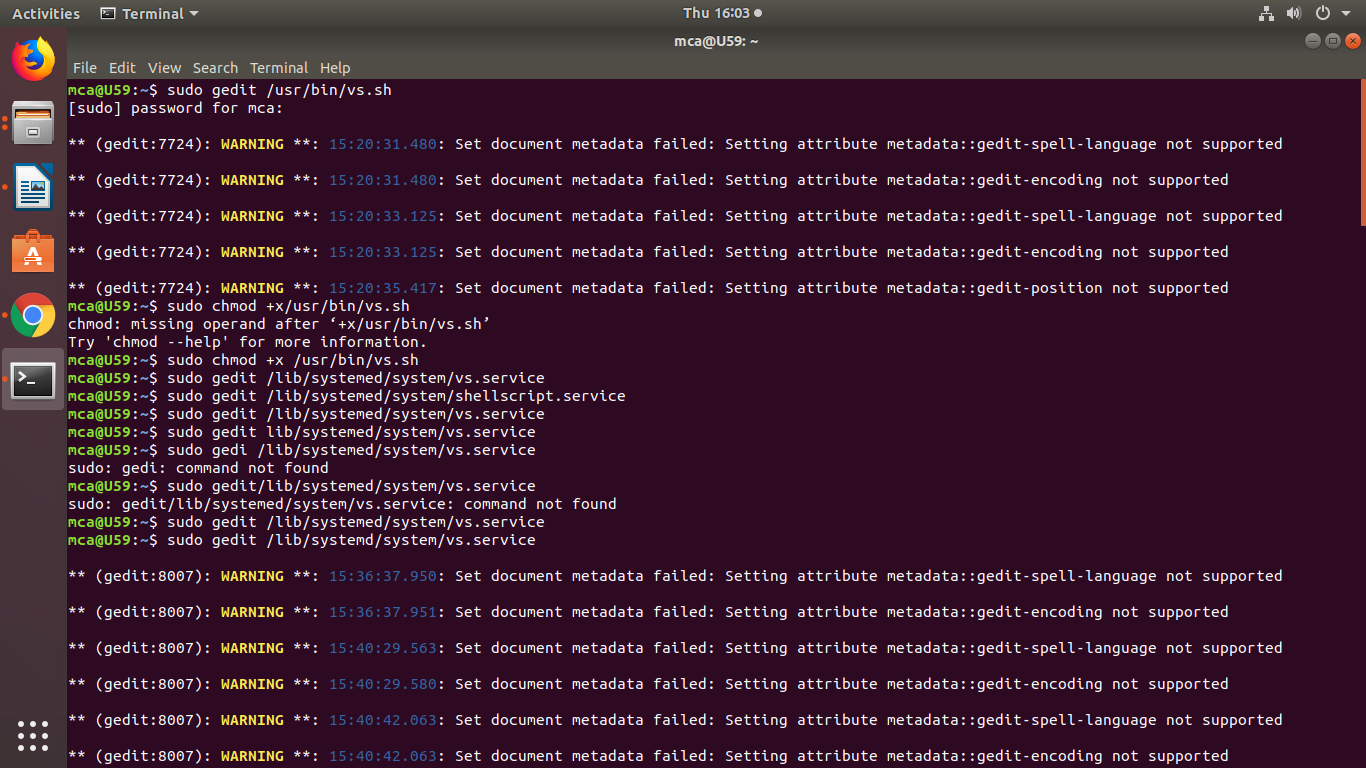 Activities Terminal Thu 16:03
mca@U59: ~
File Edit View Search Terminal Help
mca@U59:~$ sudo gedit /usr/bin/vs.sh
[sudo] password for mca:
** (gedit:7724): WARNING **: 15:20:31.480: Set document metadata failed: Setting attribute metadata::gedit-spell-language not supported
** (gedit:7724): WARNING **: 15:20:31.480: Set document metadata failed: Setting attribute metadata::gedit-encoding not supported
** (gedit:7724): WARNING **: 15:20:33.125: Set document metadata failed: Setting attribute metadata::gedit-spell-language not supported
** (gedit:7724): WARNING **: 15:20:33.125: Set document metadata failed: Setting attribute metadata::gedit-encoding not supported
** (gedit:7724): WARNING **: 15:20:35.417: Set document metadata failed: Setting attribute metadata::gedit-position not supported
mca@U59:~$ sudo chmod +x/usr/bin/vs.sh
chmod: missing operand after ‘+x/usr/bin/vs.sh’
Try 'chmod --help' for more information.
mca@U59:~$ sudo chmod +x /usr/bin/vs.sh
mca@U59:~$ sudo gedit /lib/systemed/system/vs.service
mca@U59:~$ sudo gedit /lib/systemed/system/shellscript.service
mca@U59:~$ sudo gedit /lib/systemed/system/vs.service
mca@U59:~$ sudo gedit lib/systemed/system/vs.service
mca@U59:~$ sudo gedi /lib/systemed/system/vs.service
sudo: gedi: command not found
mca@U59:~$ sudo gedit/lib/systemed/system/vs.service
sudo: gedit/lib/systemed/system/vs.service: command not found
mca@U59:~$ sudo gedit /lib/systemed/system/vs.service
mca@U59:~$ sudo gedit /lib/systemd/system/vs.service
** (gedit:8007): WARNING **: 15:36:37.950: Set document metadata failed: Setting attribute metadata::gedit-spell-language not supported
** (gedit:8007): WARNING **: 15:36:37.951: Set document metadata failed: Setting attribute metadata::gedit-encoding not supported
** (gedit:8007): WARNING **: 15:40:29.563: Set document metadata failed: Setting attribute metadata::gedit-spell-language not supported
** (gedit:8007): WARNING **: 15:40:29.580: Set document metadata failed: Setting attribute metadata::gedit-encoding not supported
** (gedit:8007): WARNING **: 15:40:42.063: Set document metadata failed: Setting attribute metadata::gedit-spell-language not supported
** (gedit:8007): WARNING **: 15:40:42.063: Set document metadata failed: Setting attribute metadata::gedit-encoding not supported